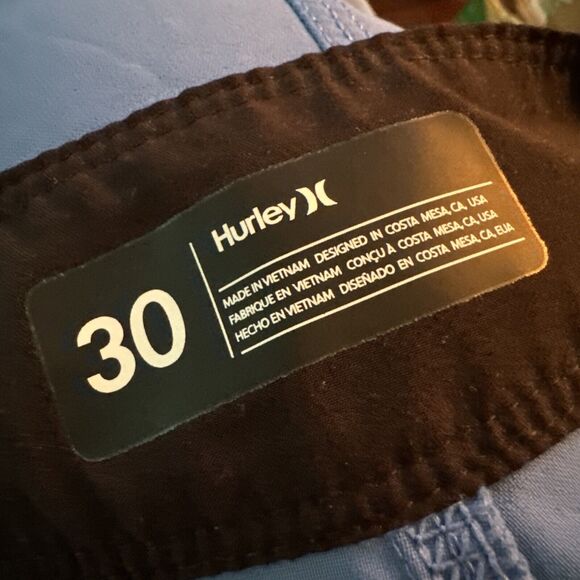 30
Hurley
MADE IN VIETNAM DESIGNED IN COSTA MESA, CA, USA
FABRIQUE EN VIETNAM CONÇU À COSTA MESA, CA, USA
HECHO EN VIETNAM DISEÑADO EN COSTA MESA, CA, EUA